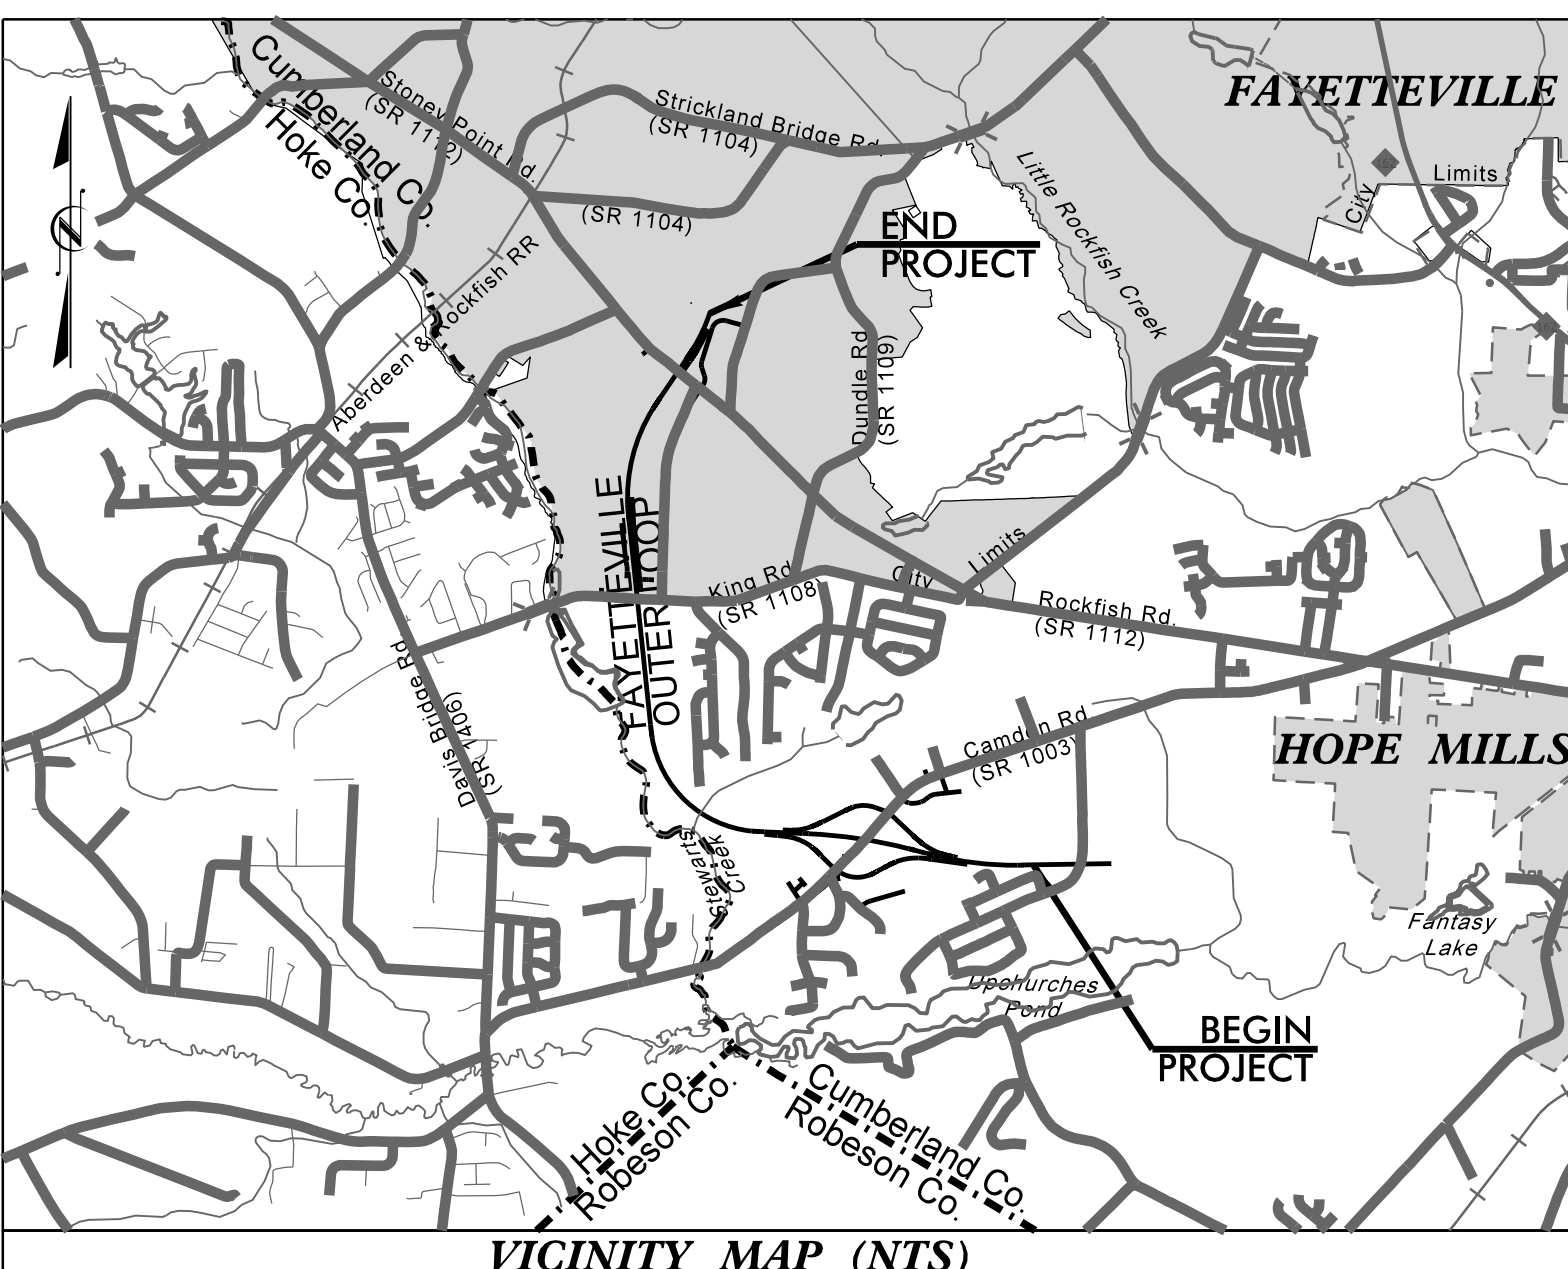 FAYETTEVILLE
Cumberland Co.
Hoke Co.
Stoney Point Rd.
(SR 1112)
Strickland Bridge Rd.
(SR 1104)
(SR 1104)
Little Rockfish Creek
162
City
Limits
END
PROJECT
N
Aberdeen & Rockfish RR
162
Dundle Rd
(SR 1109)
FAYETTEVILLE
OUTER LOOP
King Rd
(SR 1108)
City
Limits
Rockfish Rd.
(SR 1112)
Davis Bridge Rd
(SR 1406)
Camden Rd
(SR 1003)
HOPE MILLS
Stewarts
Creek
Fantasy
Lake
Upchurches
Pond
BEGIN
PROJECT
Hoke Co.
Robeson Co.
Cumberland Co.
Robeson Co.
VICINITY MAP (NTS)